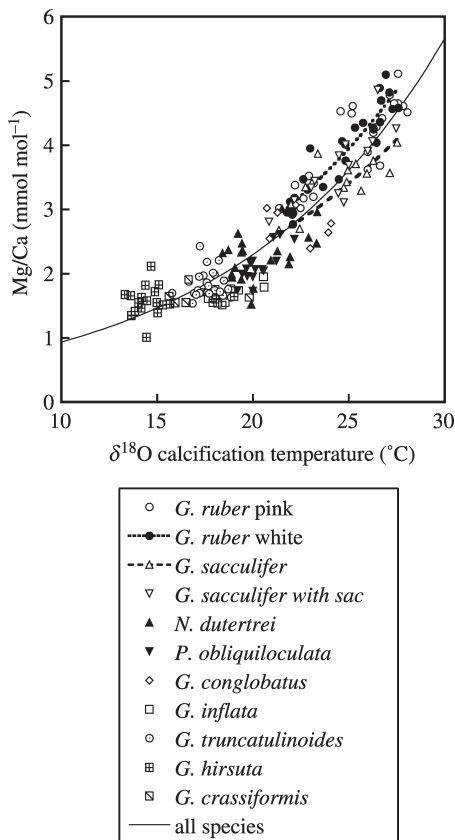 6
5
4
3
2
1
0
Mg/Ca (mmol mol⁻¹)
10 15 20 25 30
δ¹⁸O calcification temperature (˚C)
G. ruber pink
G. ruber white
G. sacculifer
G. sacculifer with sac
N. dutertrei
P. obliquiloculata
G. conglobatus
G. inflata
G. truncatulinoides
G. hirsuta
G. crassiformis
all species